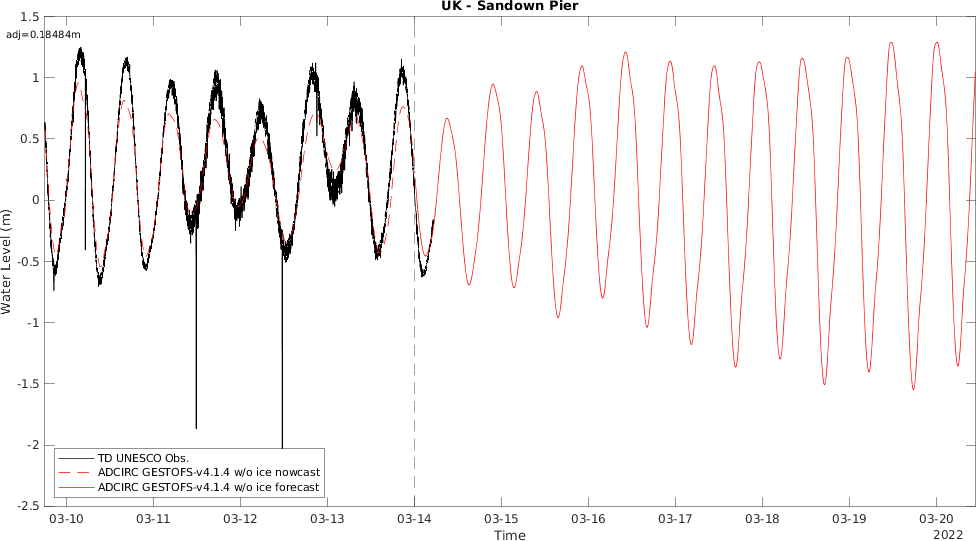 UK - Sandown Pier
adj=0.18484m
1.5
1
0.5
0
-0.5
-1
-1.5
-2
-2.5
Water Level (m)
TD UNESCO Obs.
ADCIRC GESTOFS-v4.1.4 w/o ice nowcast
ADCIRC GESTOFS-v4.1.4 w/o ice forecast
03-10 03-11 03-12 03-13 03-14 03-15 03-16 03-17 03-18 03-19 03-20
Time
2022